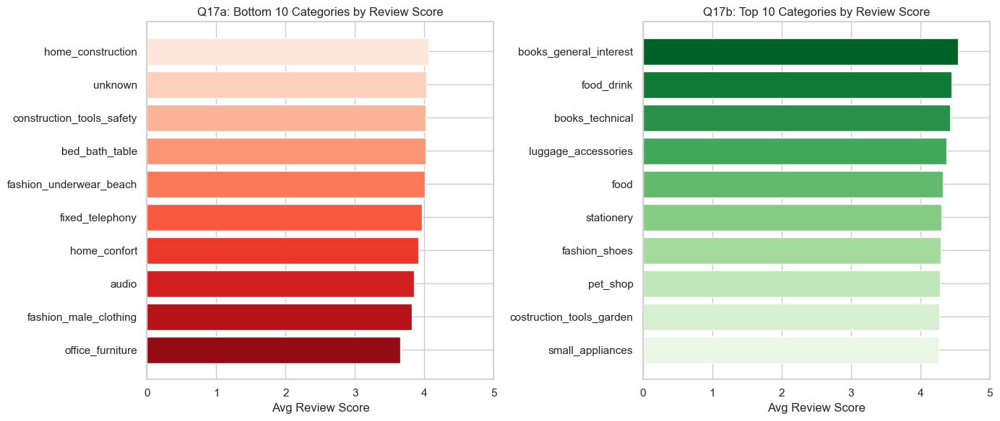 Q17a: Bottom 10 Categories by Review Score
home_construction
unknown
construction_tools_safety
bed_bath_table
fashion_underwear_beach
fixed_telephony
home_confort
audio
fashion_male_clothing
office_furniture
0 1 2 3 4 5
Avg Review Score
Q17b: Top 10 Categories by Review Score
books_general_interest
food_drink
books_technical
luggage_accessories
food
stationery
fashion_shoes
pet_shop
costruction_tools_garden
small_appliances
0 1 2 3 4 5
Avg Review Score